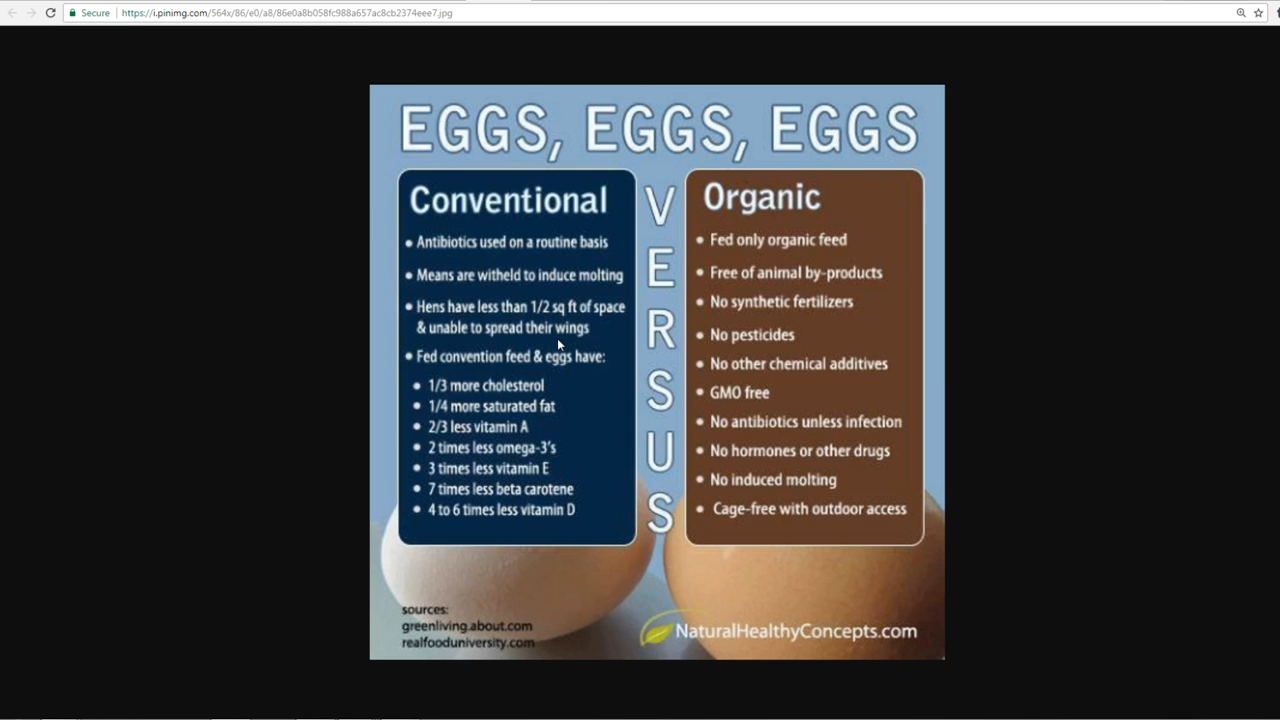 Secure
https://i.pinimg.com/564x/86/e0/a8/86e0a8b058fc988a657ac8cb2374eee7.jpg
EGGS, EGGS, EGGS
Conventional
• Antibiotics used on a routine basis
• Means are witheld to induce molting
• Hens have less than 1/2 sq ft of space
& unable to spread their wings
• Fed convention feed & eggs have:
• 1/3 more cholesterol
• 1/4 more saturated fat
• 2/3 less vitamin A
• 2 times less omega-3's
• 3 times less vitamin E
• 7 times less beta carotene
• 4 to 6 times less vitamin D
VERSUS
Organic
• Fed only organic feed
• Free of animal by-products
• No synthetic fertilizers
• No pesticides
• No other chemical additives
• GMO free
• No antibiotics unless infection
• No hormones or other drugs
• No induced molting
• Cage-free with outdoor access
sources:
greenliving.about.com
realfooduniversity.com
NaturalHealthyConcepts.com